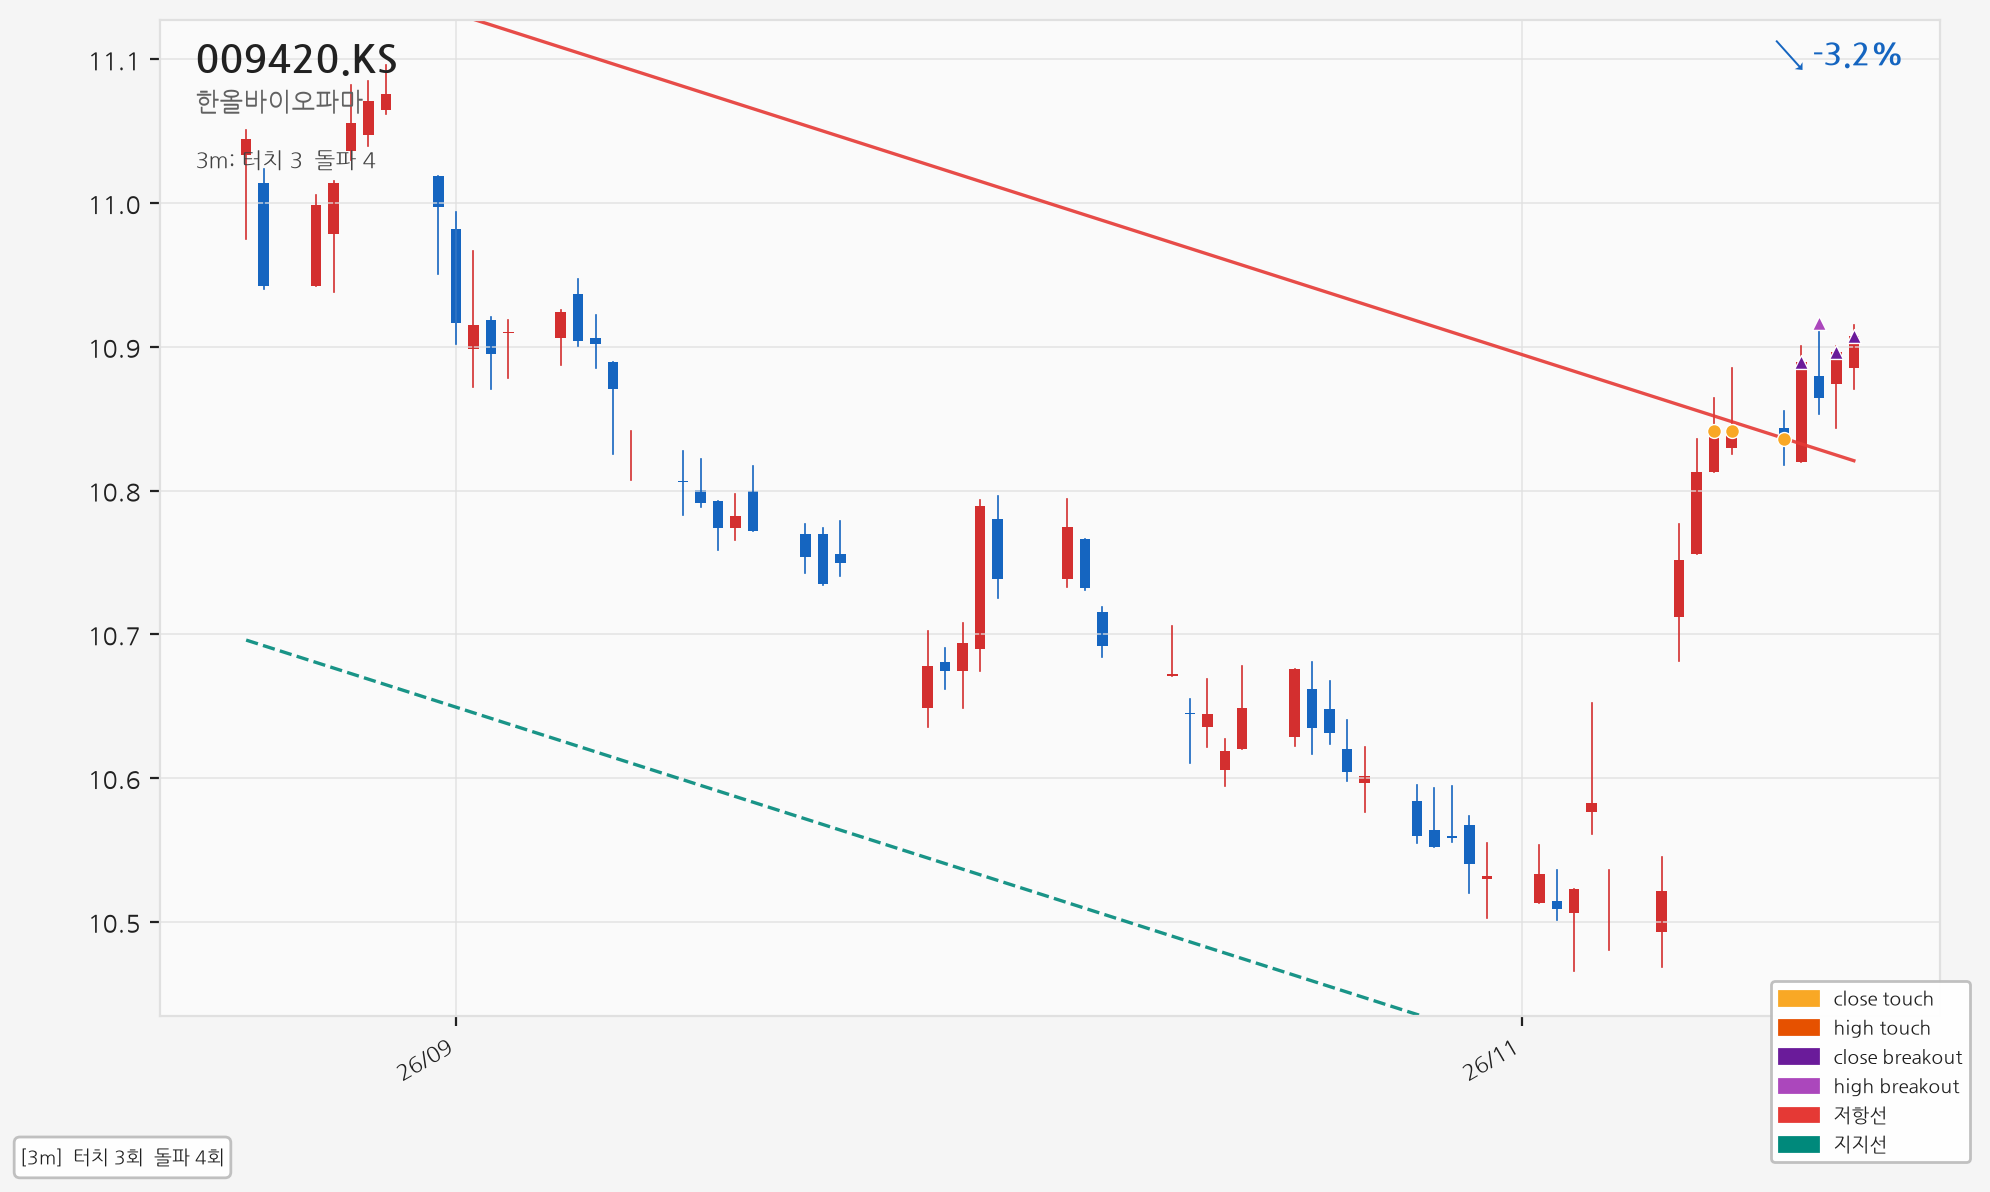 009420.KS
한올바이오파마
3m: 터치 3 돌파 4
-3.2%
11.1
11.0
10.9
10.8
10.7
10.6
10.5
26/09
26/11
close touch
high touch
close breakout
high breakout
저항선
지지선
[3m] 터치 3회 돌파 4회